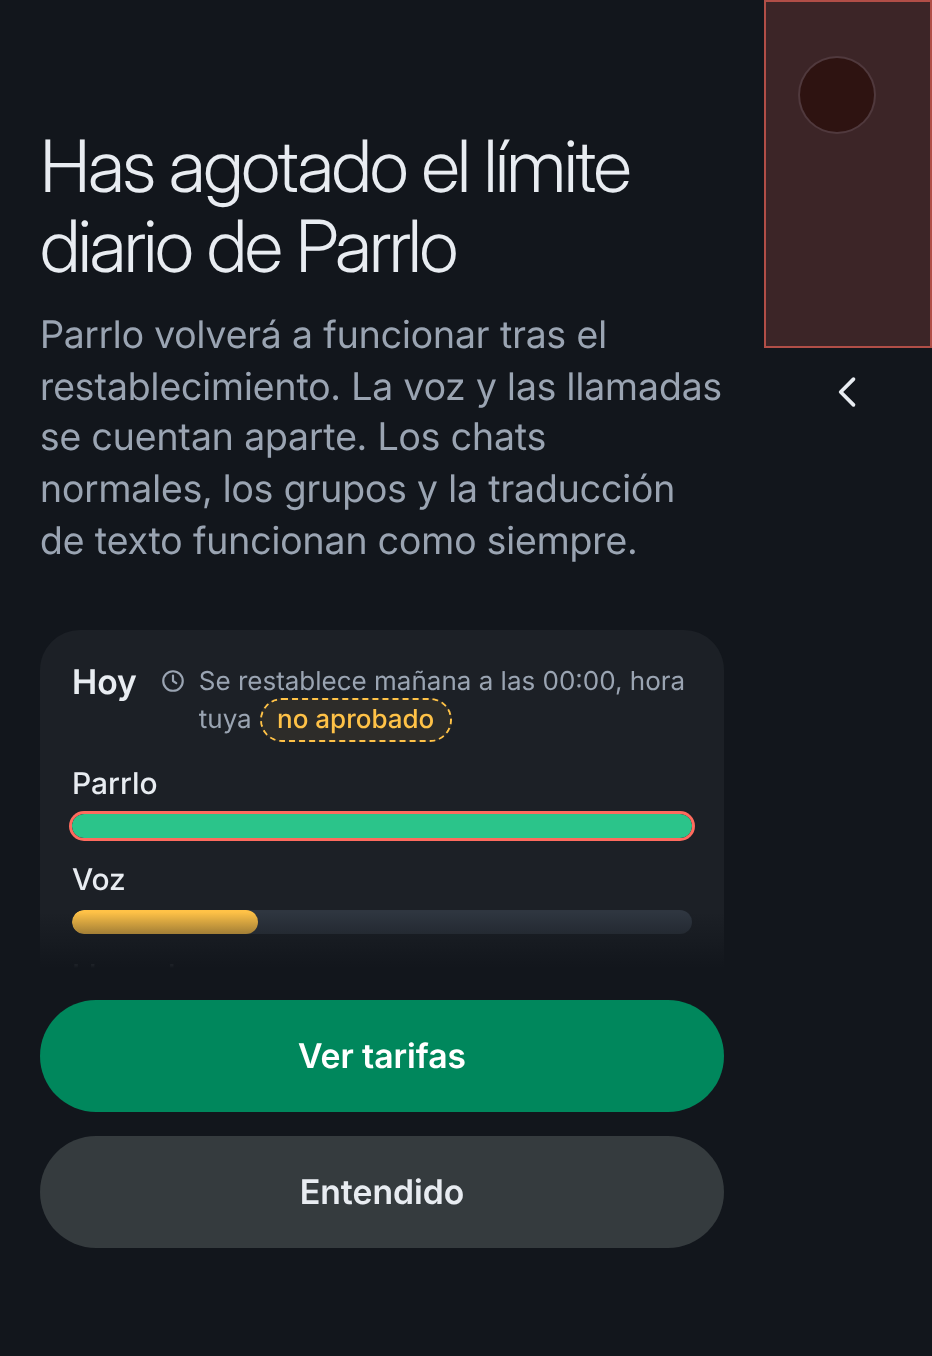 Has agotado el límite
diario de Parrlo
Parrlo volverá a funcionar tras el
restablecimiento. La voz y las llamadas
se cuentan aparte. Los chats
normales, los grupos y la traducción
de texto funcionan como siempre.
Hoy
Se restablece mañana a las 00:00, hora
tuya no aprobado
Parrlo
Voz
Ver tarifas
Entendido